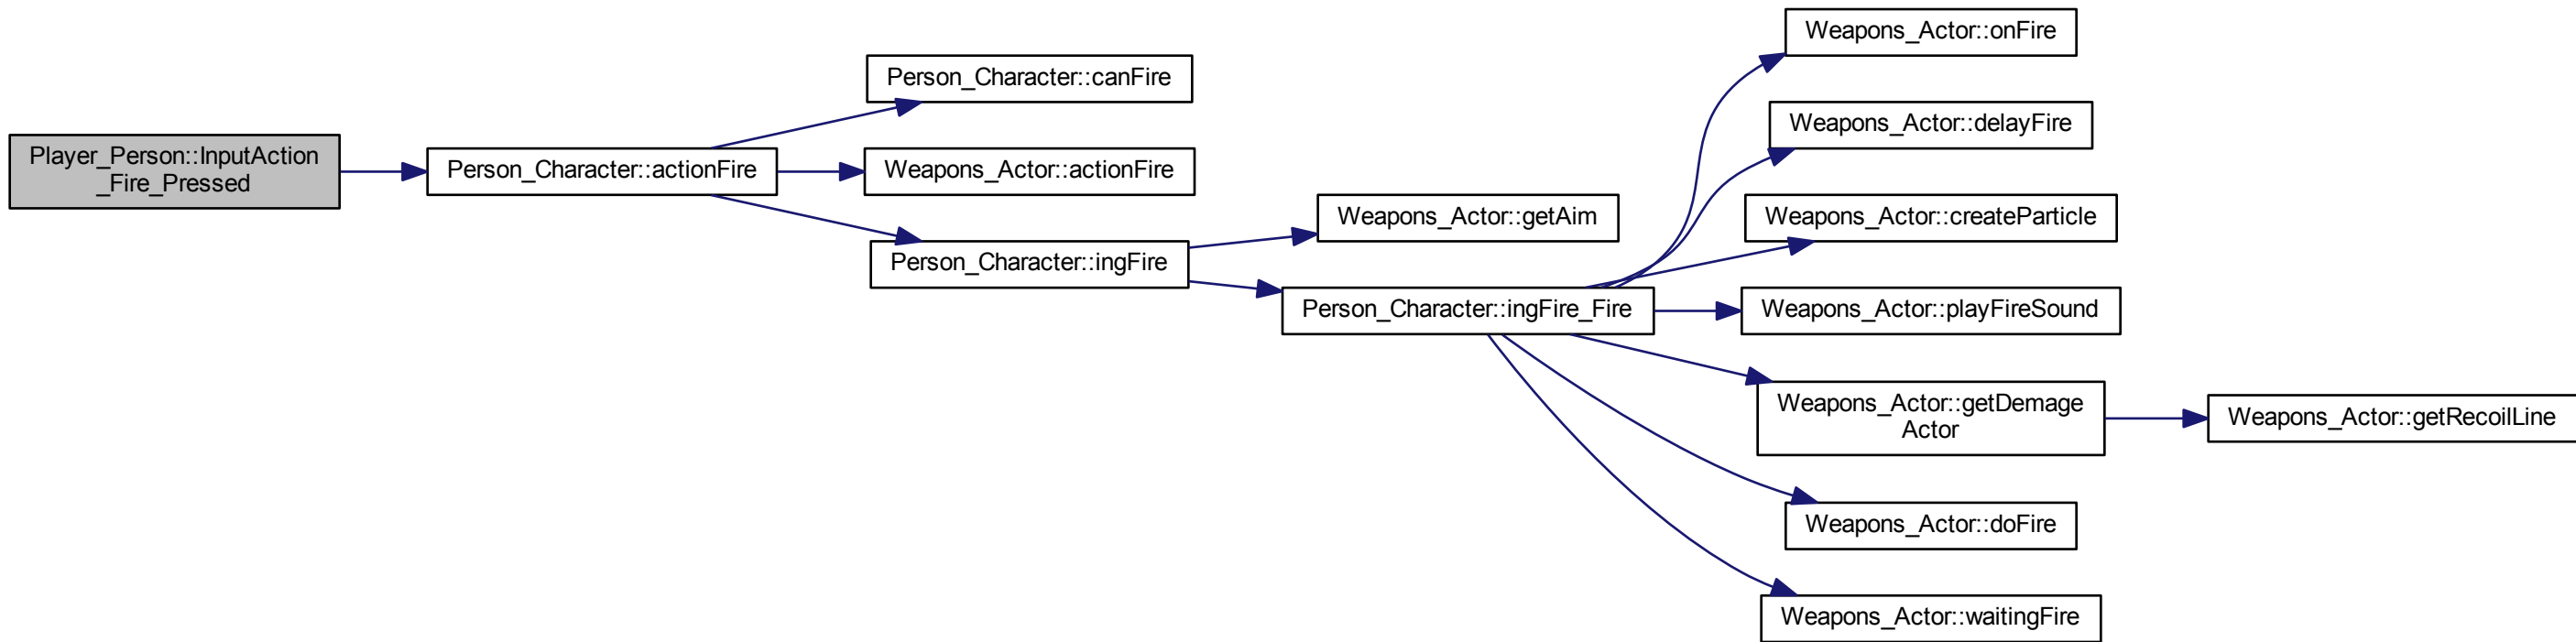 Player_Person::InputAction
_Fire_Pressed
Person_Character::actionFire
Person_Character::canFire
Weapons_Actor::actionFire
Person_Character::ingFire
Weapons_Actor::getAim
Person_Character::ingFire_Fire
Weapons_Actor::onFire
Weapons_Actor::delayFire
Weapons_Actor::createParticle
Weapons_Actor::playFireSound
Weapons_Actor::getDemage
Actor
Weapons_Actor::doFire
Weapons_Actor::waitingFire
Weapons_Actor::getRecoilLine